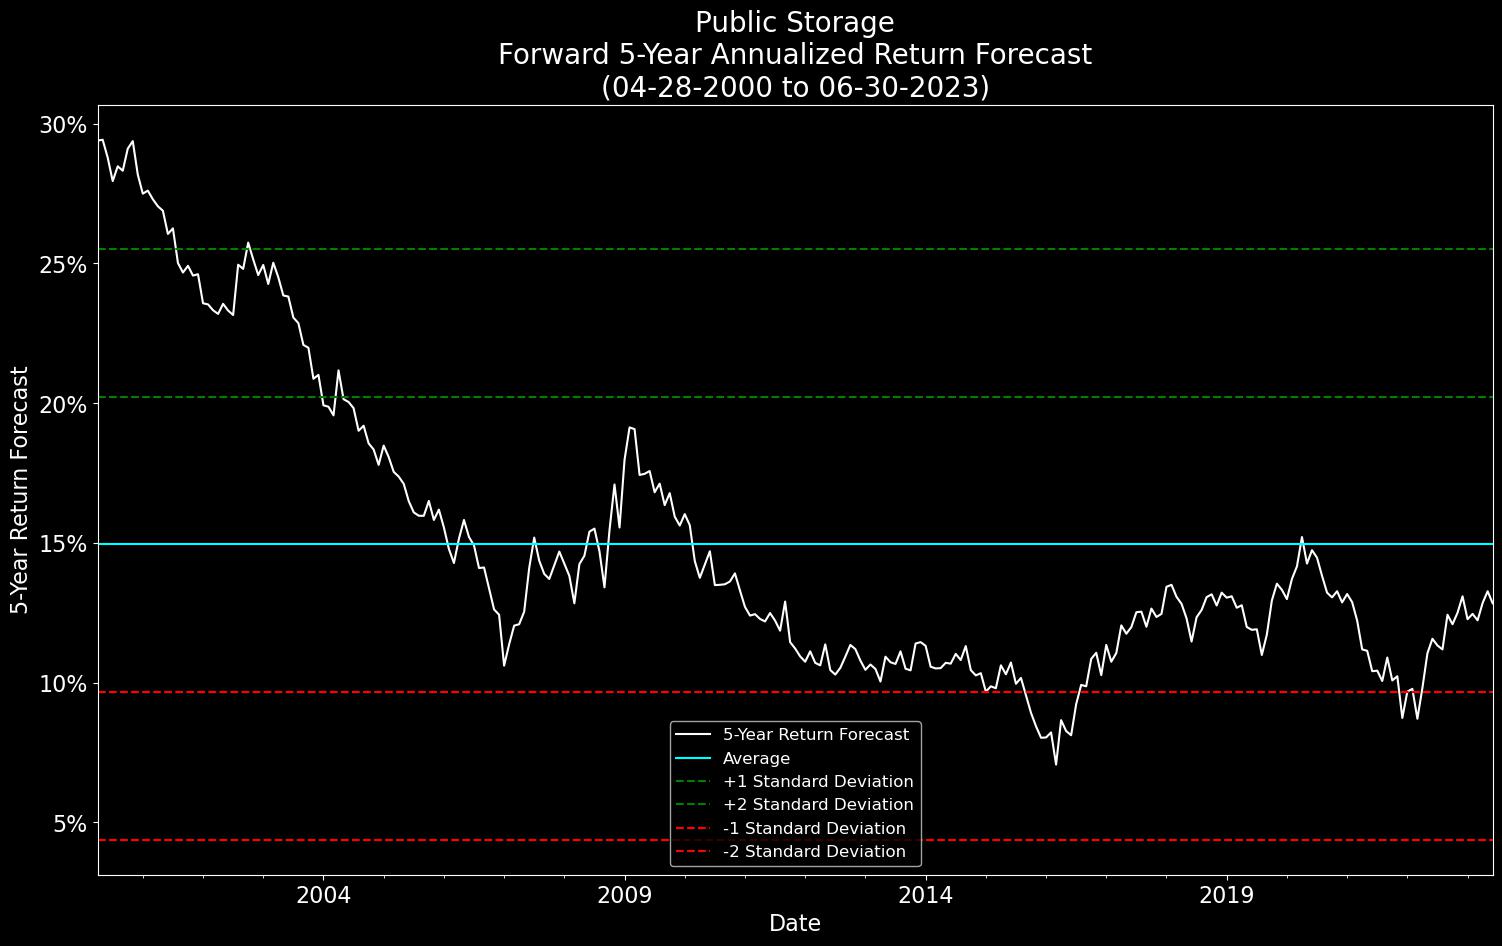 Public Storage
Forward 5-Year Annualized Return Forecast
(04-28-2000 to 06-30-2023)
30%
25%
20%
15%
10%
5%
5-Year Return Forecast
5-Year Return Forecast
Average
+1 Standard Deviation
+2 Standard Deviation
-1 Standard Deviation
-2 Standard Deviation
2004 2009 2014 2019
Date